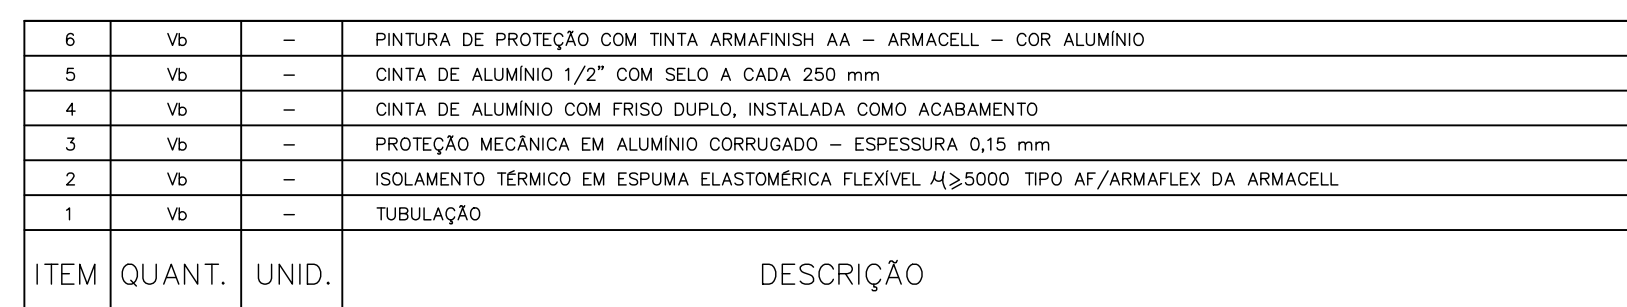 6 Vb – PINTURA DE PROTEÇÃO COM TINTA ARMAFINISH AA – ARMACELL – COR ALUMÍNIO
5 Vb – CINTA DE ALUMÍNIO 1/2" COM SELO A CADA 250 mm
4 Vb – CINTA DE ALUMÍNIO COM FRISO DUPLO, INSTALADA COMO ACABAMENTO
3 Vb – PROTEÇÃO MECÂNICA EM ALUMÍNIO CORRUGADO – ESPESSURA 0,15 mm
2 Vb – ISOLAMENTO TÉRMICO EM ESPUMA ELASTOMÉRICA FLEXÍVEL μ⩾5000 TIPO AF/ARMAFLEX DA ARMACELL
1 Vb – TUBULAÇÃO
ITEM QUANT. UNID. DESCRIÇÃO